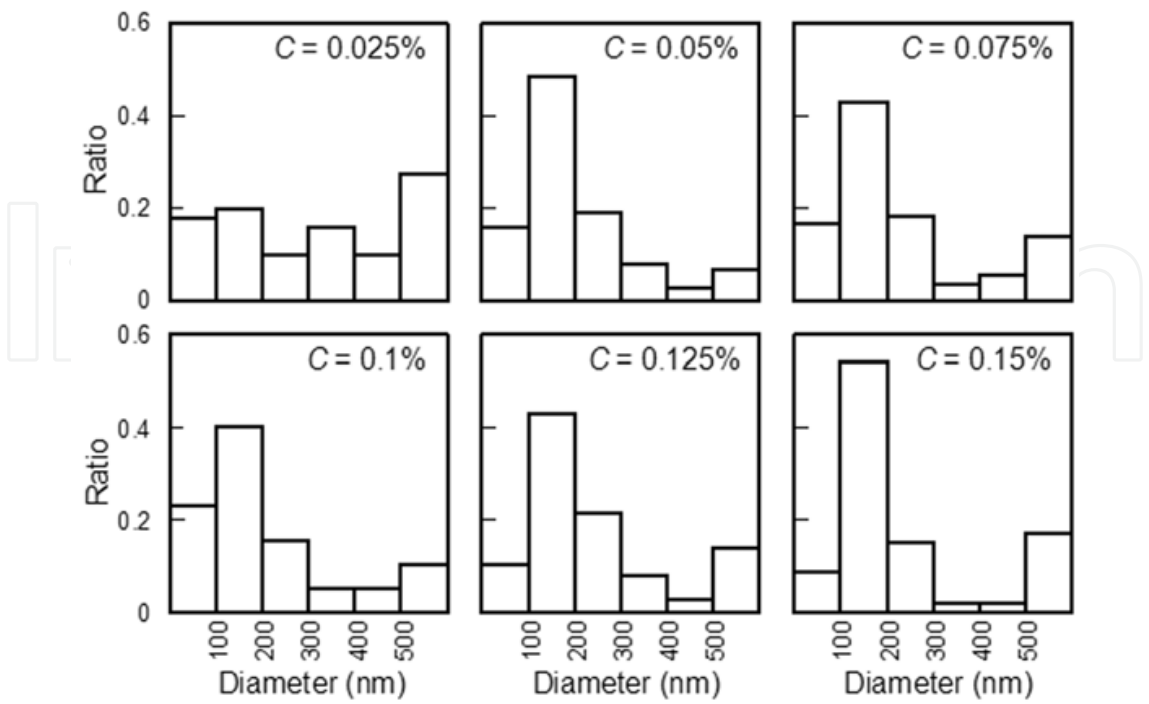 0.6
C = 0.025%
C = 0.05%
C = 0.075%
0.4
Ratio
0.2
0
0.6
C = 0.1%
C = 0.125%
C = 0.15%
0.4
Ratio
0.2
0
100 200 300 400 500
100 200 300 400 500
100 200 300 400 500
Diameter (nm)
Diameter (nm)
Diameter (nm)